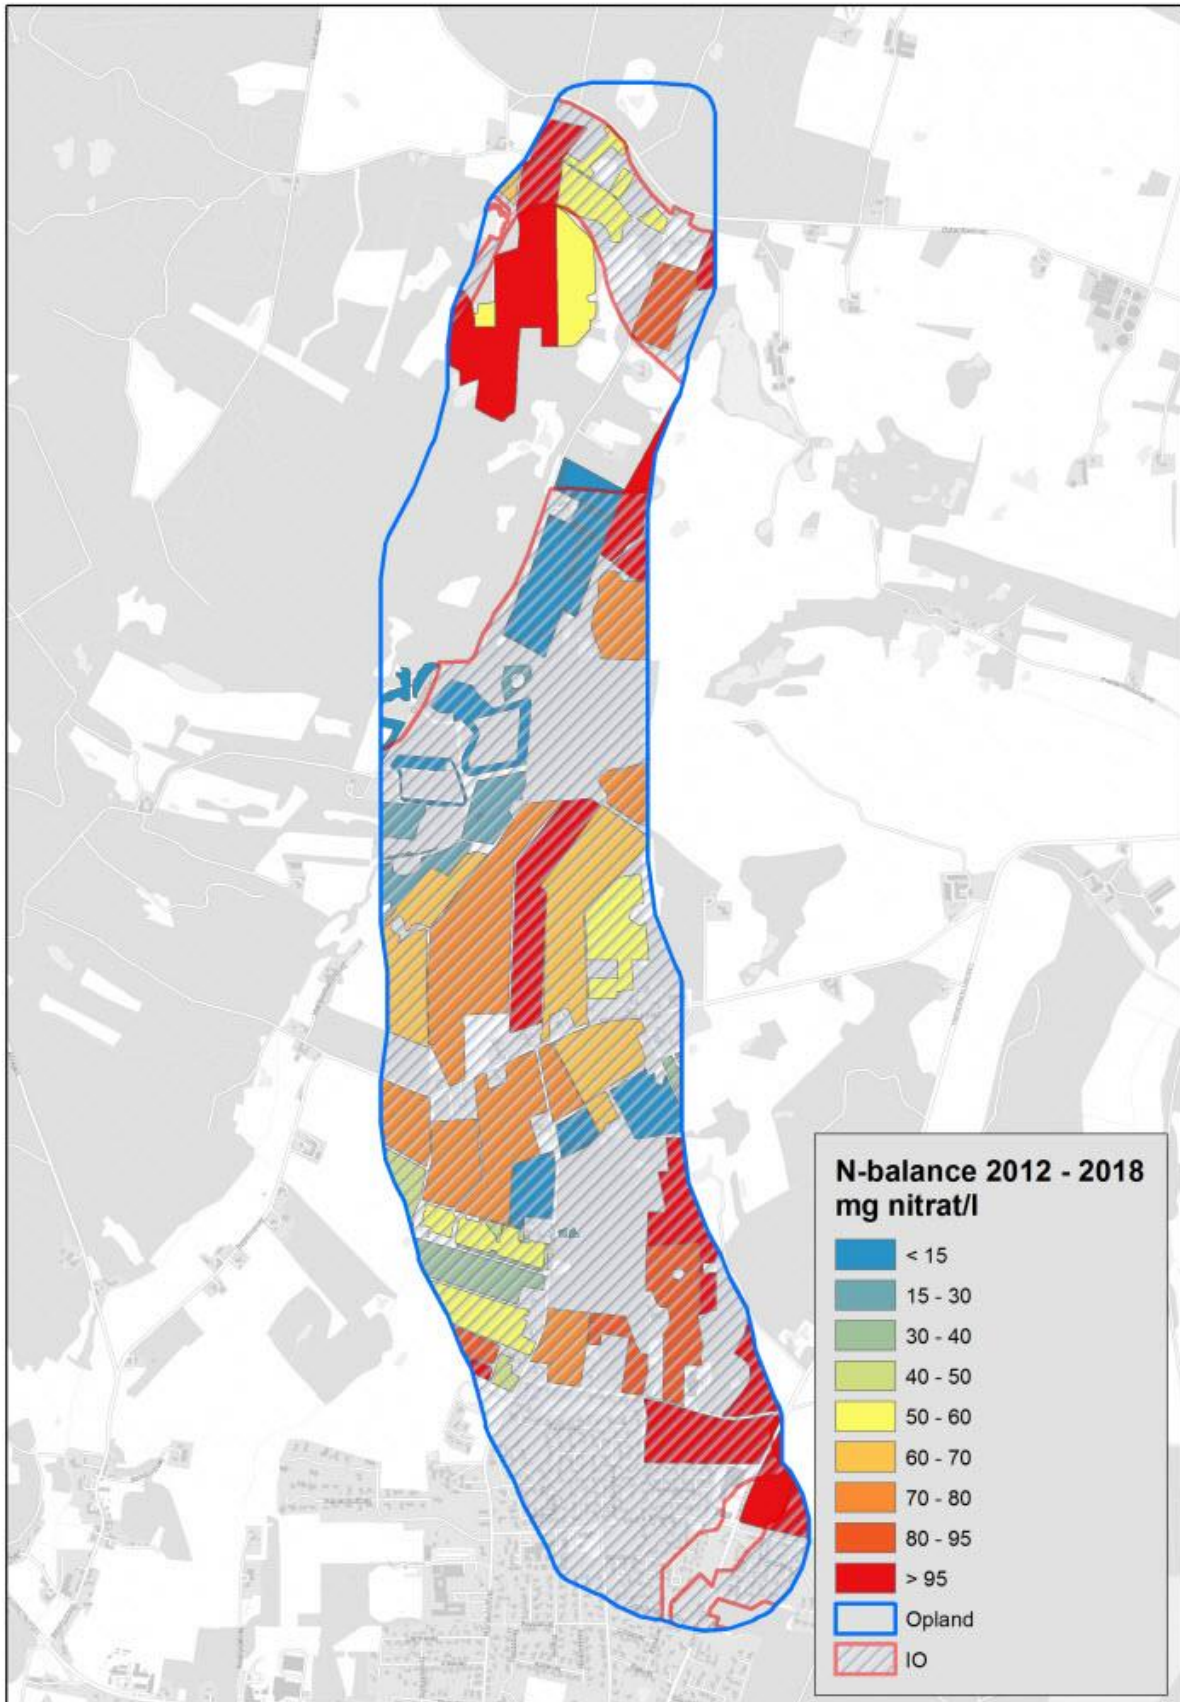 N-balance 2012 - 2018
mg nitrat/l
< 15
15 - 30
30 - 40
40 - 50
50 - 60
60 - 70
70 - 80
80 - 95
> 95
Opland
IO